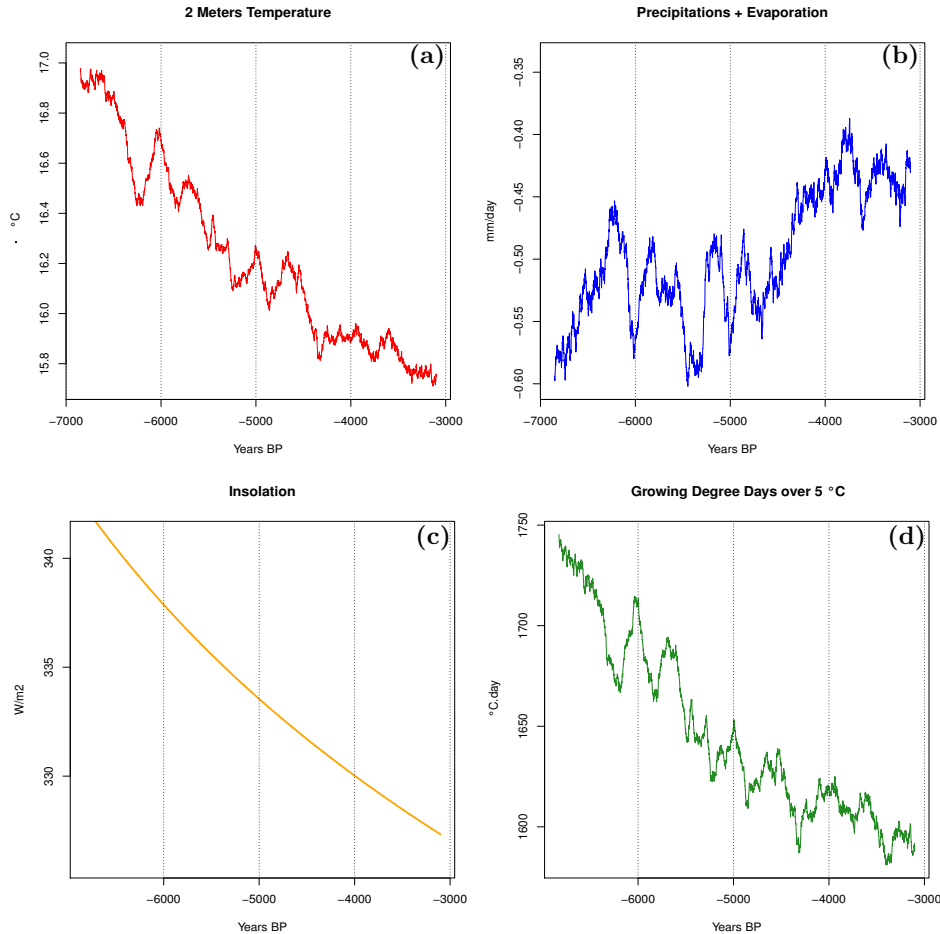 2 Meters Temperature
(a)
17.0
16.8
16.6
16.4
16.2
16.0
15.8
. °C
−7000 −6000 −5000 −4000 −3000
Years BP
Precipitations + Evaporation
(b)
−0.35
−0.40
−0.45
−0.50
−0.55
−0.60
mm/day
−7000 −6000 −5000 −4000 −3000
Years BP
Insolation
(c)
340
335
330
W/m2
−6000 −5000 −4000 −3000
Years BP
Growing Degree Days over 5 °C
(d)
1750
1700
1650
1600
°C.day
−6000 −5000 −4000 −3000
Years BP